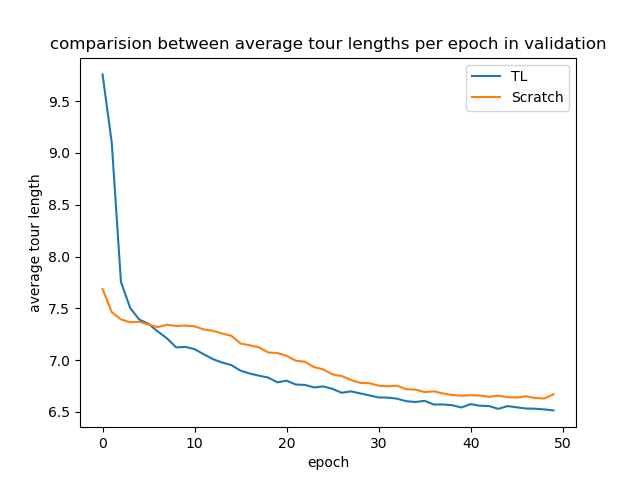 comparision between average tour lengths per epoch in validation
TL
Scratch
average tour length
9.5
9.0
8.5
8.0
7.5
7.0
6.5
0
10
20
30
40
50
epoch